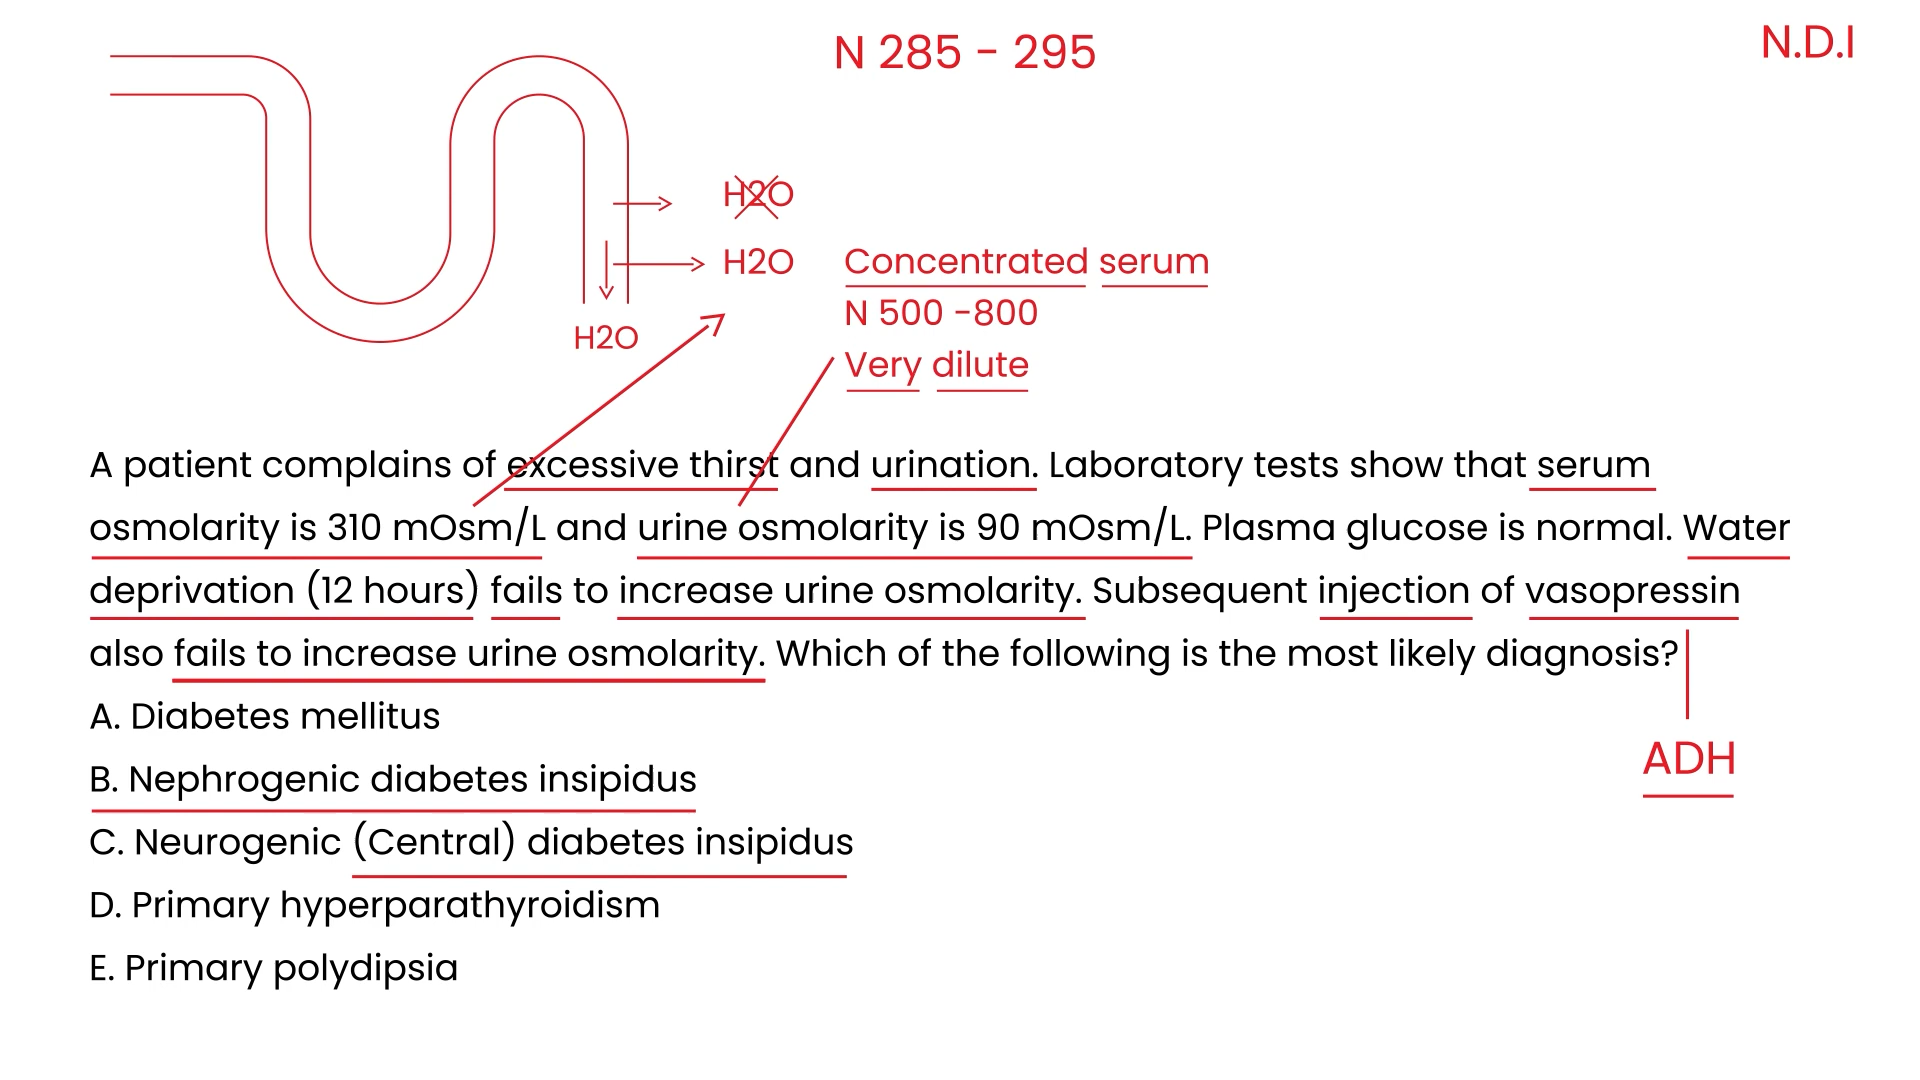 N 285 - 295
N.D.I
H2O
H2O
Concentrated serum
N 500 -800
H2O
Very dilute
A patient complains of excessive thirst and urination. Laboratory tests show that serum
osmolarity is 310 mOsm/L and urine osmolarity is 90 mOsm/L. Plasma glucose is normal. Water
deprivation (12 hours) fails to increase urine osmolarity. Subsequent injection of vasopressin
also fails to increase urine osmolarity. Which of the following is the most likely diagnosis?
A. Diabetes mellitus
ADH
B. Nephrogenic diabetes insipidus
C. Neurogenic (Central) diabetes insipidus
D. Primary hyperparathyroidism
E. Primary polydipsia